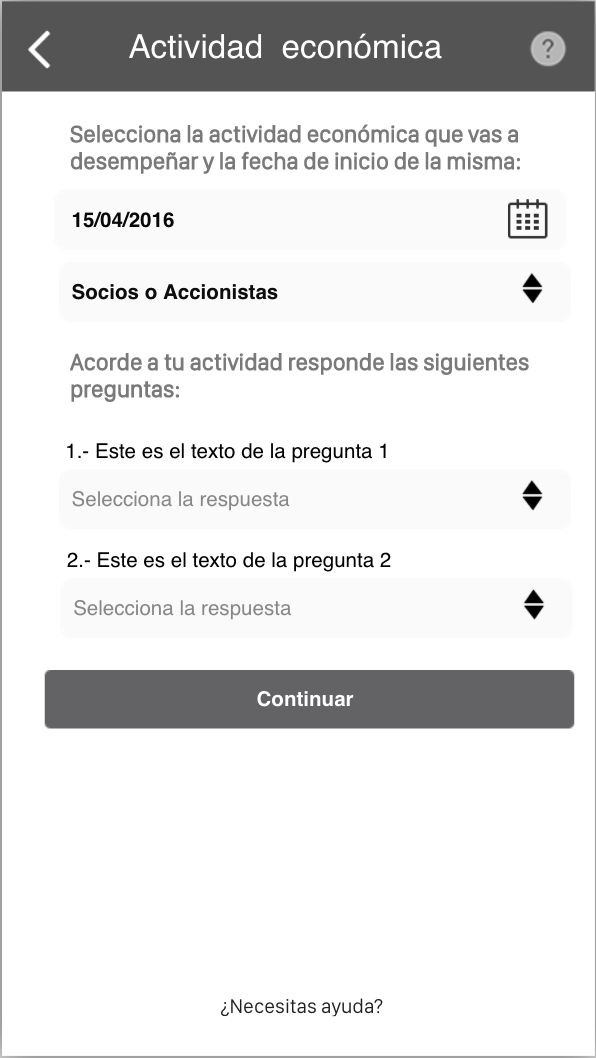 Actividad económica
?
Selecciona la actividad económica que vas a
desempeñar y la fecha de inicio de la misma:
15/04/2016
Socios o Accionistas
Acorde a tu actividad responde las siguientes
preguntas:
1.- Este es el texto de la pregunta 1
Selecciona la respuesta
2.- Este es el texto de la pregunta 2
Selecciona la respuesta
Continuar
¿Necesitas ayuda?